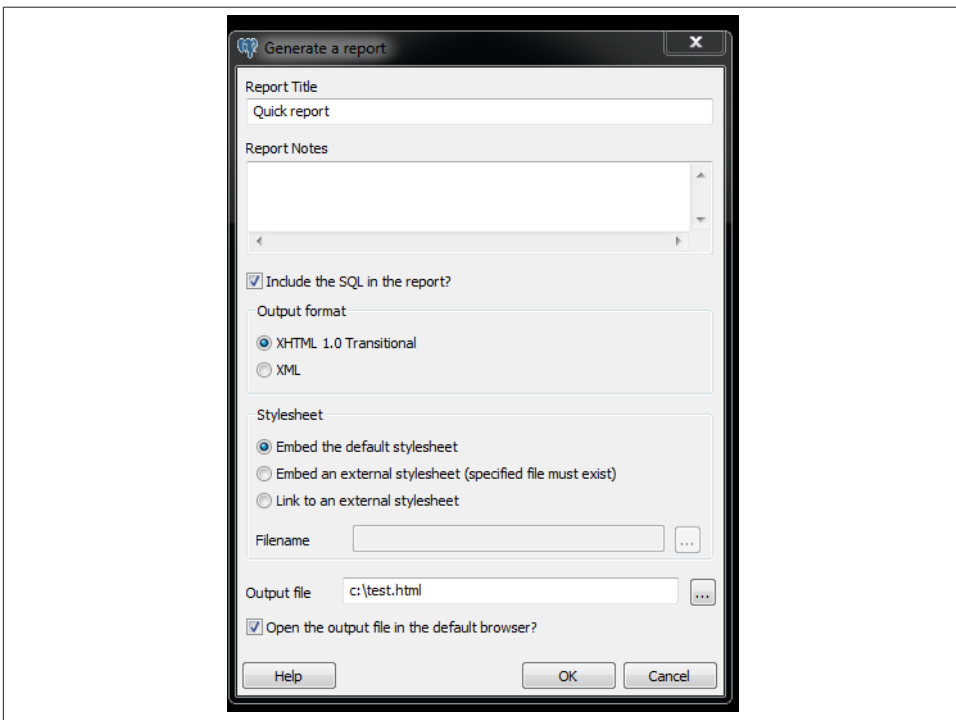 Generate a report
x
Report Title
Quick report
Report Notes
Include the SQL in the report?
Output format
XHTML 1.0 Transitional
XML
Stylesheet
Embed the default stylesheet
Embed an external stylesheet (specified file must exist)
Link to an external stylesheet
Filename ...
Output file c:\test.html ...
Open the output file in the default browser?
Help OK Cancel